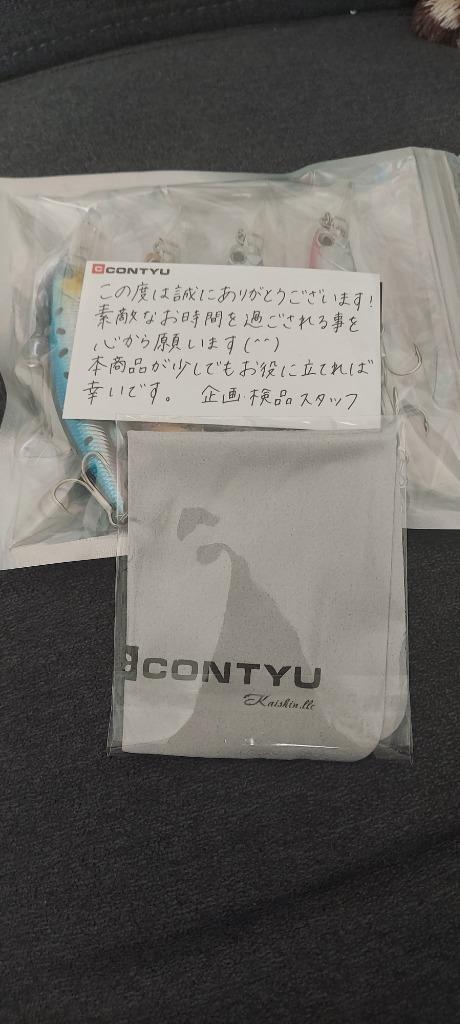 CONTYU
この度は誠にありがとうございます!
素敵なお時間を過ごされる事を
心から願います(^^)
本商品が少しでもお役に立てれば
幸いです。 企画・検品スタッフ
CONTYU
Kaishin.llc